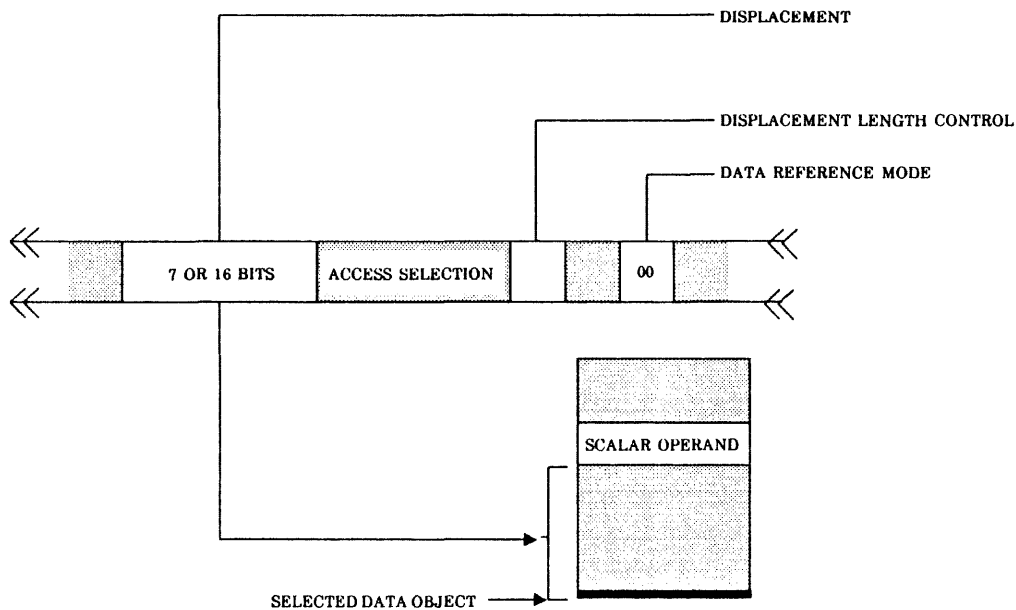 DISPLACEMENT
DISPLACEMENT LENGTH CONTROL
DATA REFERENCE MODE
7 OR 16 BITS
ACCESS SELECTION
00
SCALAR OPERAND
SELECTED DATA OBJECT